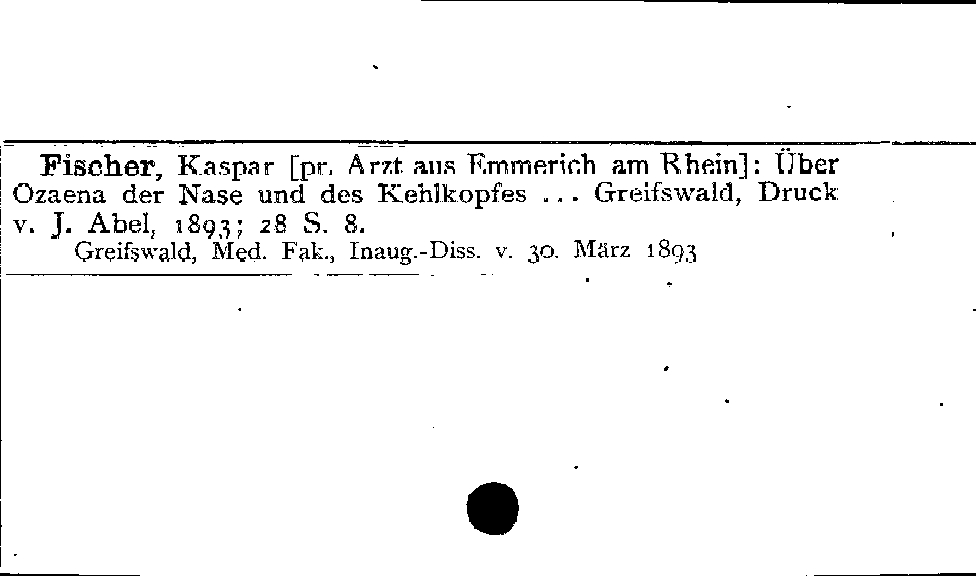 Fischer, Kaspar [pr. Arzt aus Emmerich am Rhein]: Über
Ozaena der Nase und des Kehlkopfes ... Greifswald, Druck
v. J. Abel, 1893; 28 S. 8.
Greifswald, Med. Fak., Inaug.-Diss. v. 30. März 1893